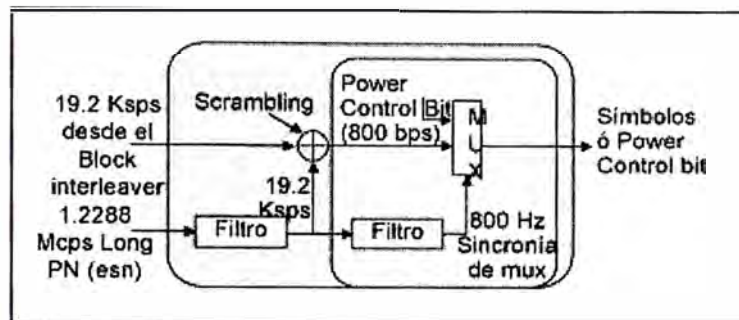 19.2 Ksps
desde el
Block
interleaver
1.2288
Mcps Long
PN (esn)
Scrambling
19.2
Ksps
Filtro
Power
Control Bit
(800 bps)
M
U
X
Filtro
800 Hz
Sincronia
de mux
Símbolos
ó Power
Control bit